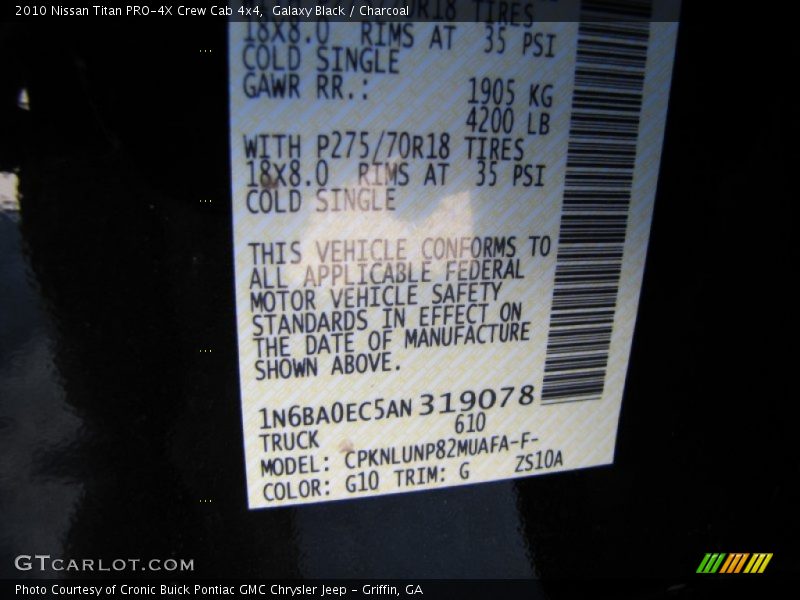 2010 Nissan Titan PRO-4X Crew Cab 4x4, Galaxy Black / Charcoal
R18 TIRES
18X8.0 RIMS AT 35 PSI
COLD SINGLE
GAWR RR.: 1905 KG
4200 LB
WITH P275/70R18 TIRES
18X8.0 RIMS AT 35 PSI
COLD SINGLE
THIS VEHICLE CONFORMS TO
ALL APPLICABLE FEDERAL
MOTOR VEHICLE SAFETY
STANDARDS IN EFFECT ON
THE DATE OF MANUFACTURE
SHOWN ABOVE.
1N6BA0EC5AN319078
TRUCK 610
MODEL: CPKNLUNP82MUAFA-F-
COLOR: G10 TRIM: G ZS10A
GTCARLOT.COM
Photo Courtesy of Cronic Buick Pontiac GMC Chrysler Jeep - Griffin, GA